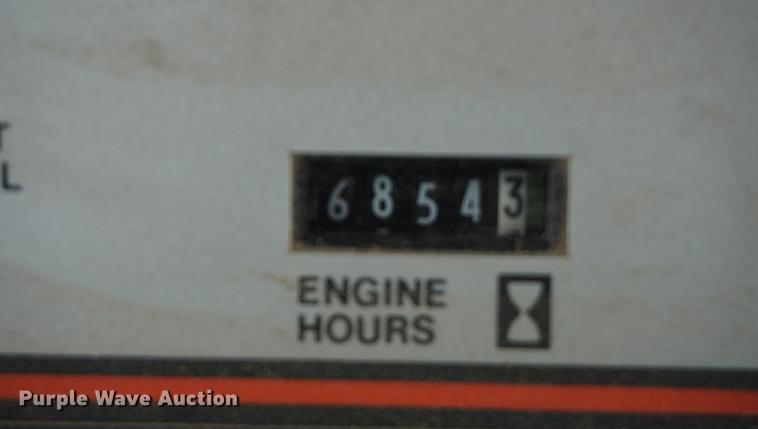 T
L
68543
ENGINE
HOURS
Purple Wave Auction